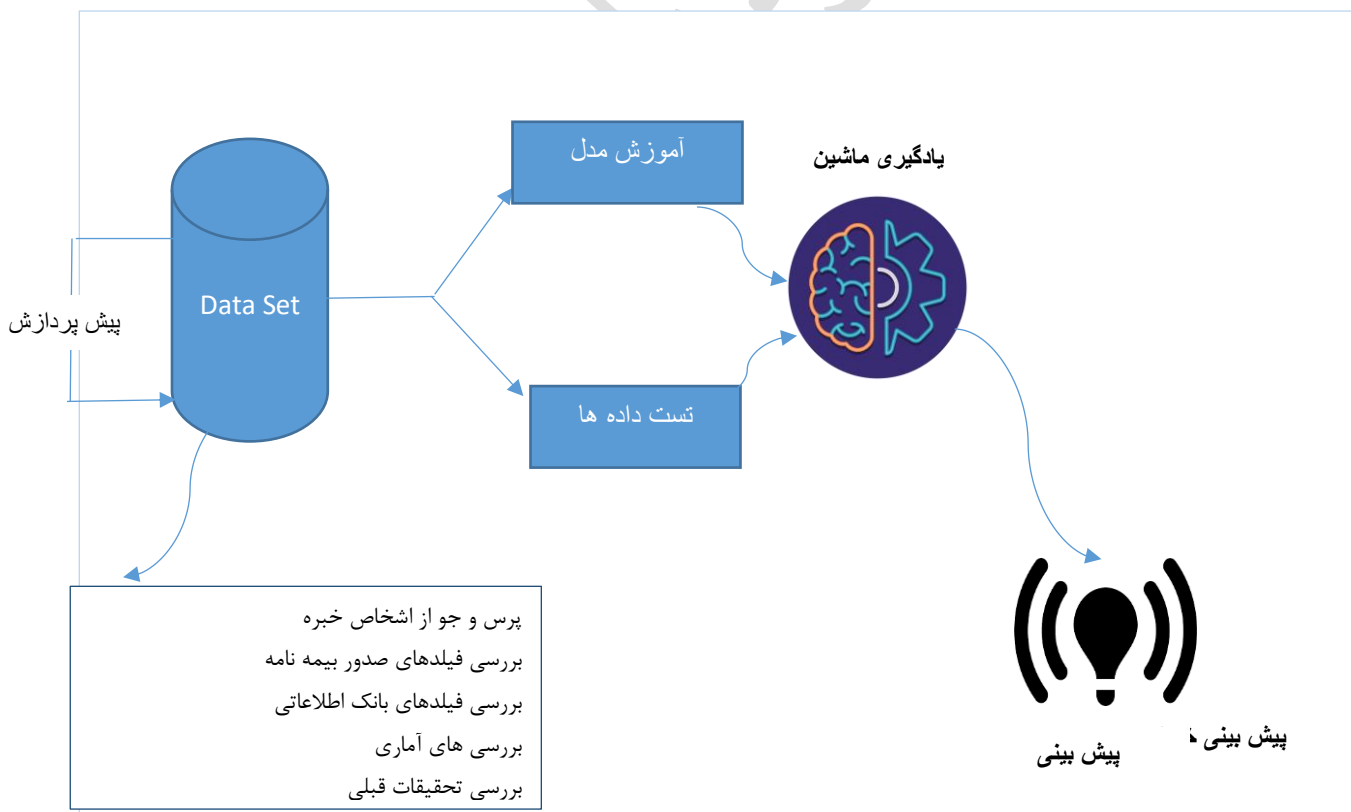 آموزش مدل
یادگیری ماشین
Data Set
پیش پردازش
تست داده ها
پرس و جو از اشخاص خبره
بررسی فیلدهای صدور بیمه نامه
بررسی فیلدهای بانک اطلاعاتی
بررسی های آماری
بررسی تحقیقات قبلی
پیش بینی
پیش بینی